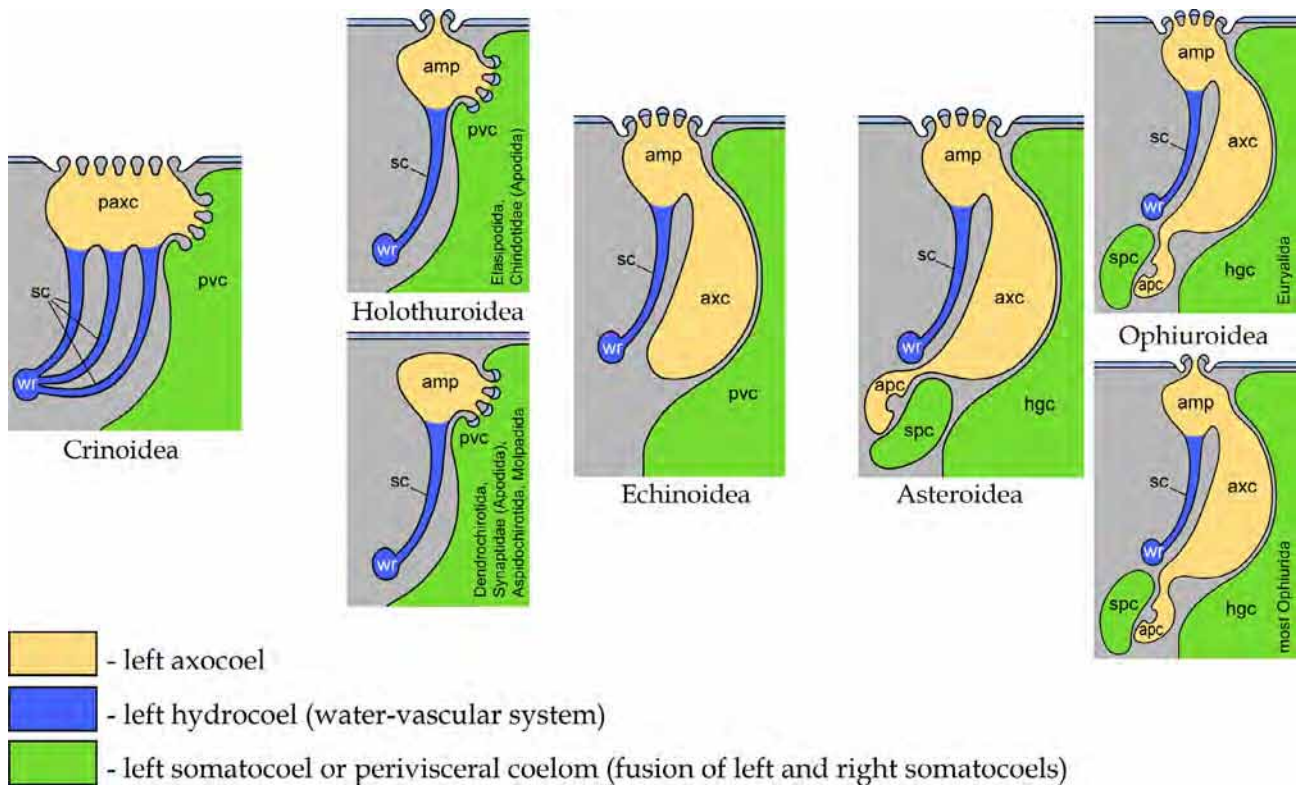 paxc
sc
pvc
wr
Crinoidea
amp
pvc
sc
wr
Elasipodida,
Chiridotidae (Apodida)
Holothuroidea
amp
pvc
sc
wr
Dendrochirotida,
Synaptidae (Apodida),
Aspidochirotida, Molpadida
amp
sc
axc
wr
pvc
Echinoidea
amp
sc
axc
wr
apc
spc
hgc
Asteroidea
amp
axc
sc
wr
spc
apc
hgc
Euryalida
Ophiuroidea
amp
axc
sc
wr
spc
apc
hgc
most Ophiurida
- left axocoel
- left hydrocoel (water-vascular system)
- left somatocoel or perivisceral coelom (fusion of left and right somatocoels)